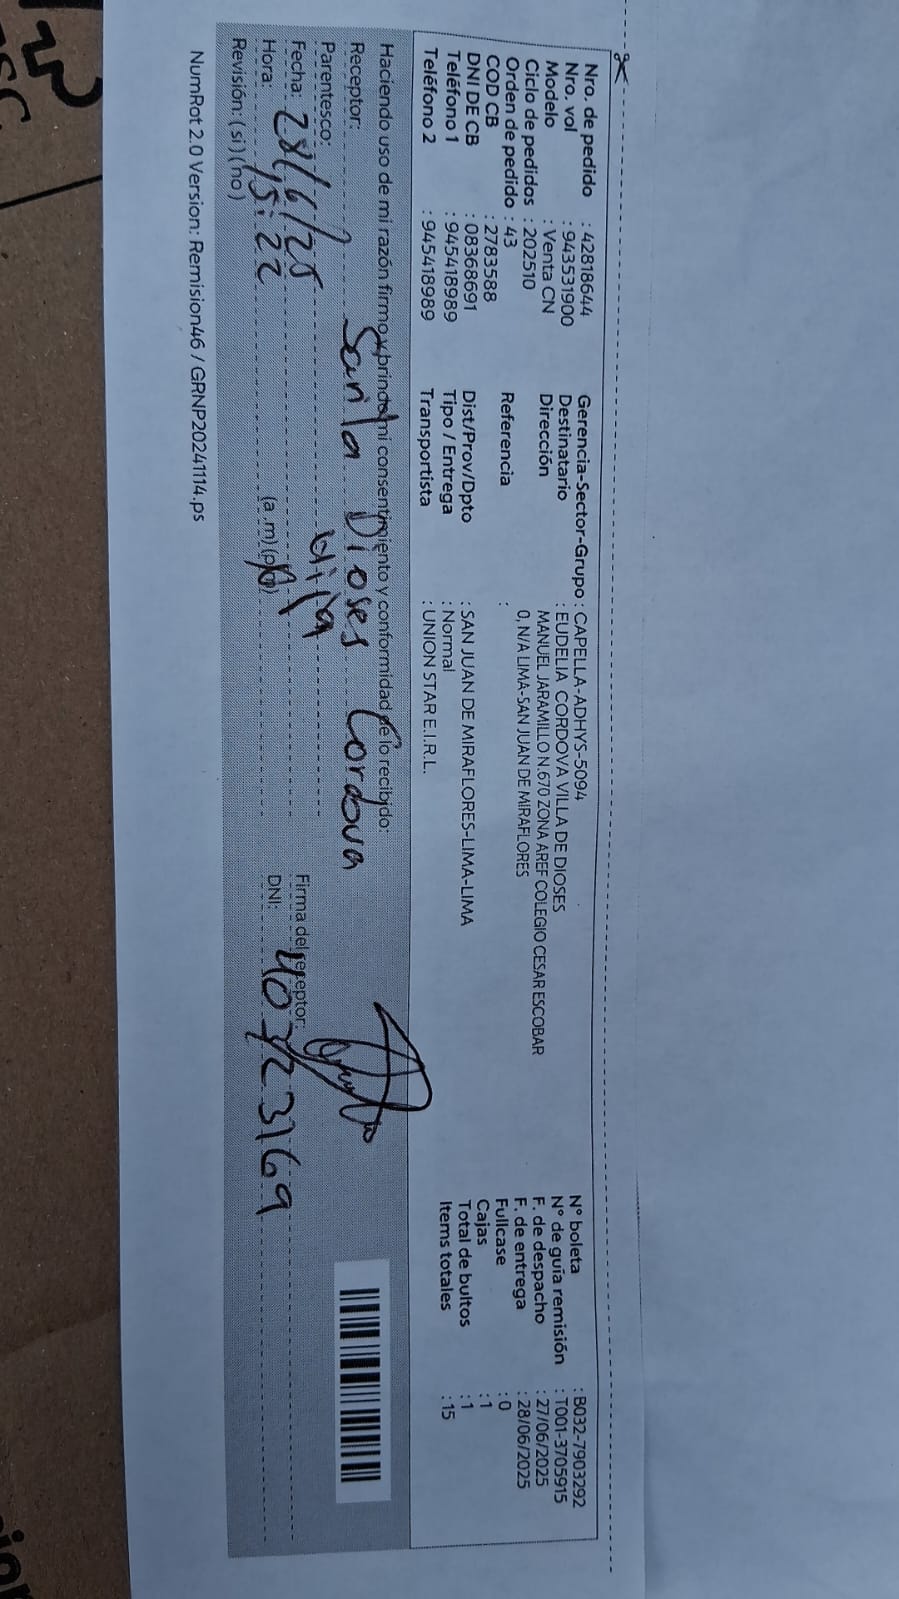 Nro. de pedido : 42818644
Nro. vol : 943531900
Modelo : Venta CN
Ciclo de pedidos : 202510
Orden de pedido : 43
COD CB : 2783588
DNI DE CB : 08368691
Teléfono 1 : 945418989
Teléfono 2 : 945418989
Gerencia-Sector-Grupo : CAPELLA-ADHYS-5094
Destinatario : EUDELIA CORDOVA VILLA DE DIOSES
Dirección MANUEL JARAMILLO N.670 ZONA AREF COLEGIO CESAR ESCOBAR
0, N/A LIMA-SAN JUAN DE MIRAFLORES
Referencia :
Dist/Prov/Dpto : SAN JUAN DE MIRAFLORES-LIMA-LIMA
Tipo / Entrega : Normal
Transportista : UNION STAR E.I.R.L.
N° boleta : B032-7903292
N° de guía remisión : T001-3705915
F. de despacho : 27/06/2025
F. de entrega : 28/06/2025
Fullcase : 0
Cajas : 1
Total de bultos : 1
Items totales : 15
Haciendo uso de mi razón firmo y brindo mi consentimiento y conformidad de lo recibido:
Receptor: Dioses Cordova
Parentesco: Hija
Fecha: 28/6/25
Firma del receptor:
Hora: 15:22 (a .m) (pm)
DNI: 40723169
Revisión: ( si ) ( no )
NumRot 2.0 Version: Remision46 / GRNP20241114.ps